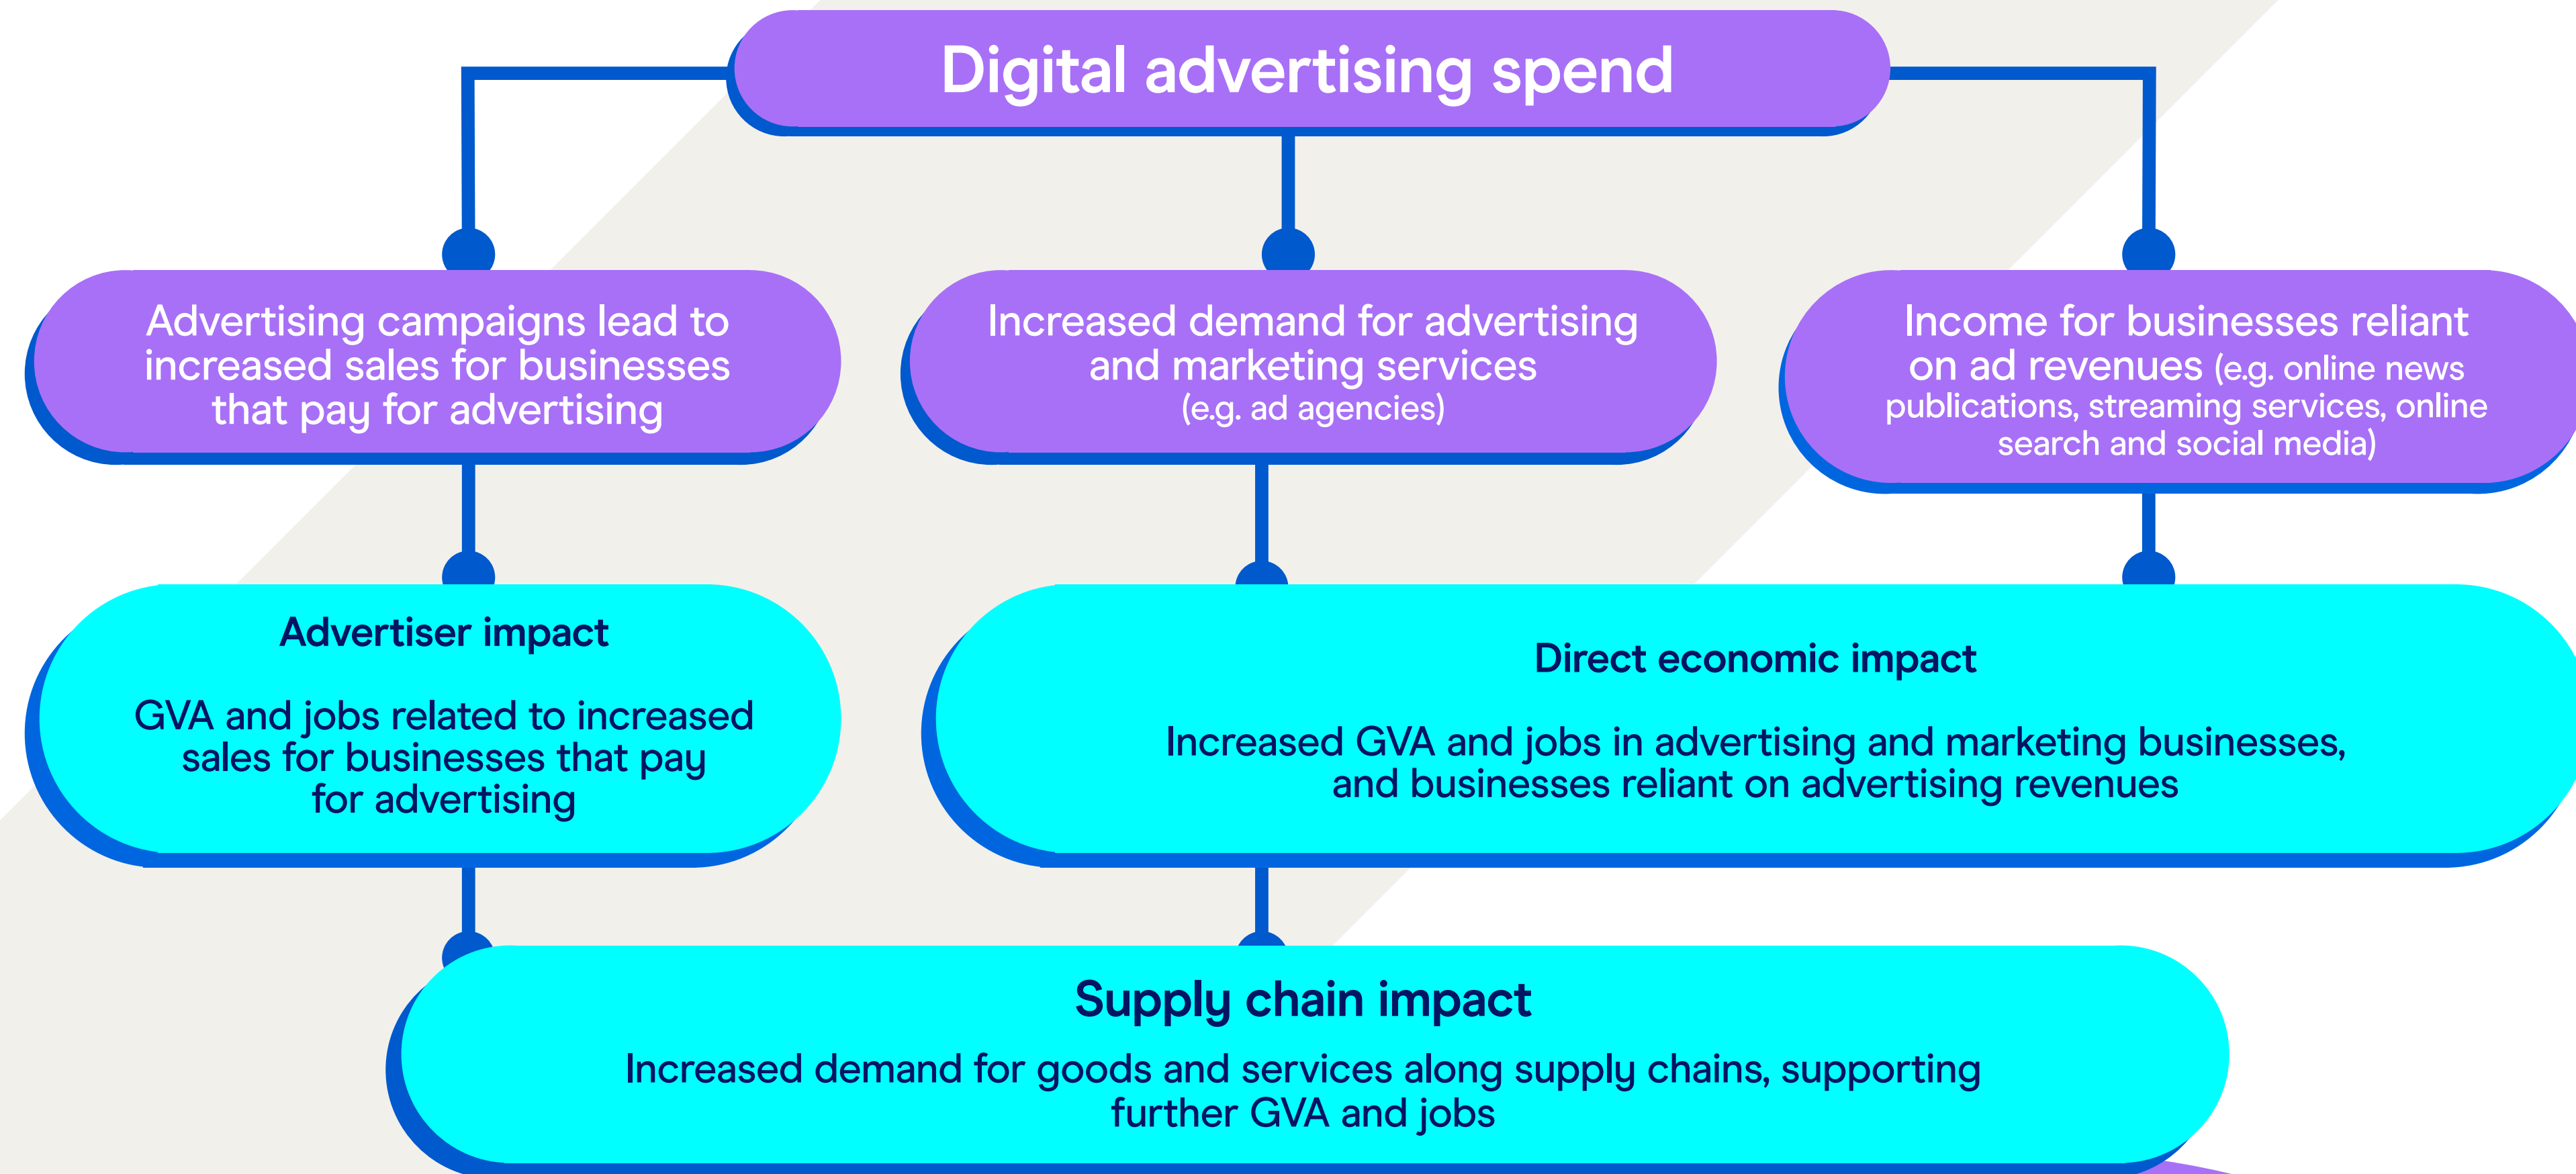 Digital advertising spend
Advertising campaigns lead to
increased sales for businesses
that pay for advertising
Increased demand for advertising
and marketing services
(e.g. ad agencies)
Income for businesses reliant
on ad revenues (e.g. online news
publications, streaming services, online
search and social media)
Advertiser impact
GVA and jobs related to increased
sales for businesses that pay
for advertising
Direct economic impact
Increased GVA and jobs in advertising and marketing businesses,
and businesses reliant on advertising revenues
Supply chain impact
Increased demand for goods and services along supply chains, supporting
further GVA and jobs